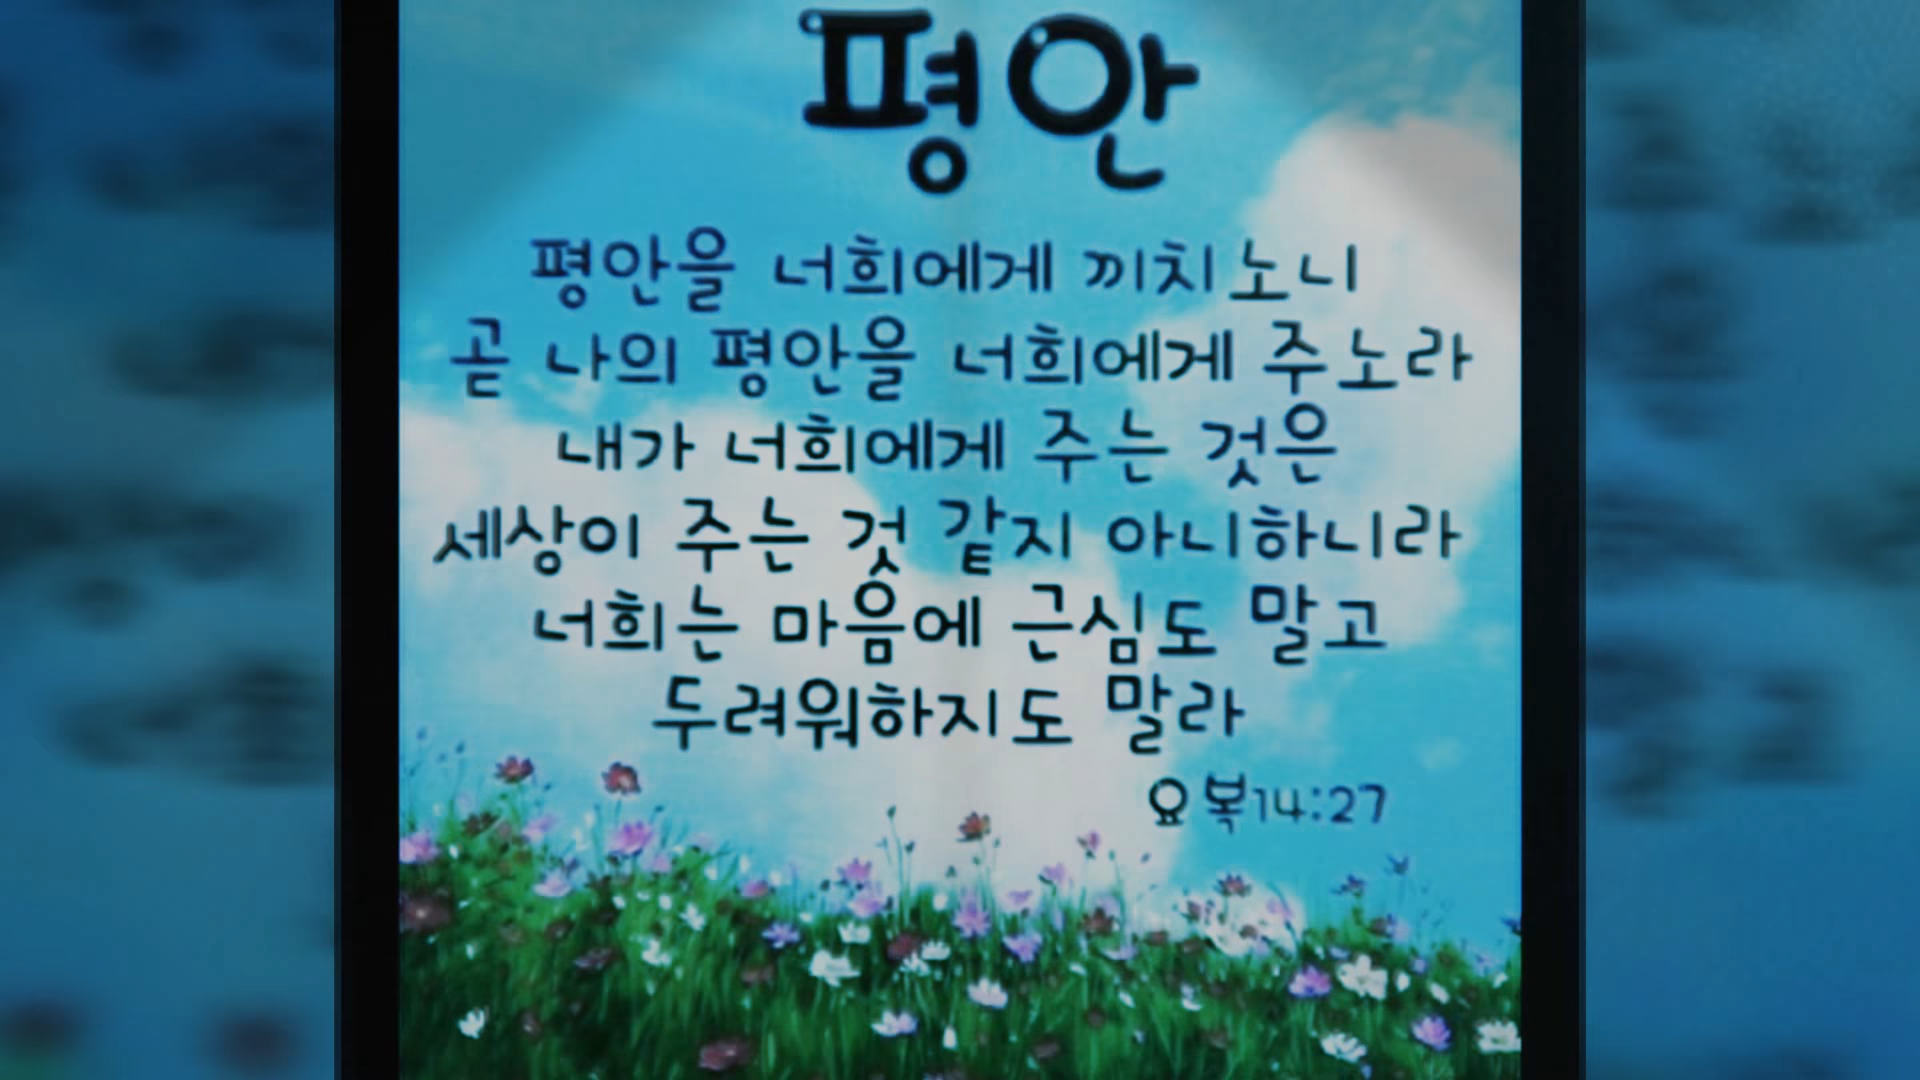 평안
평안을 너희에게 끼치노니
곧 나의 평안을 너희에게 주노라
내가 너희에게 주는 것은
세상이 주는 것 같지 아니하니라
너희는 마음에 근심도 말고
두려워하지도 말라
요복14:27